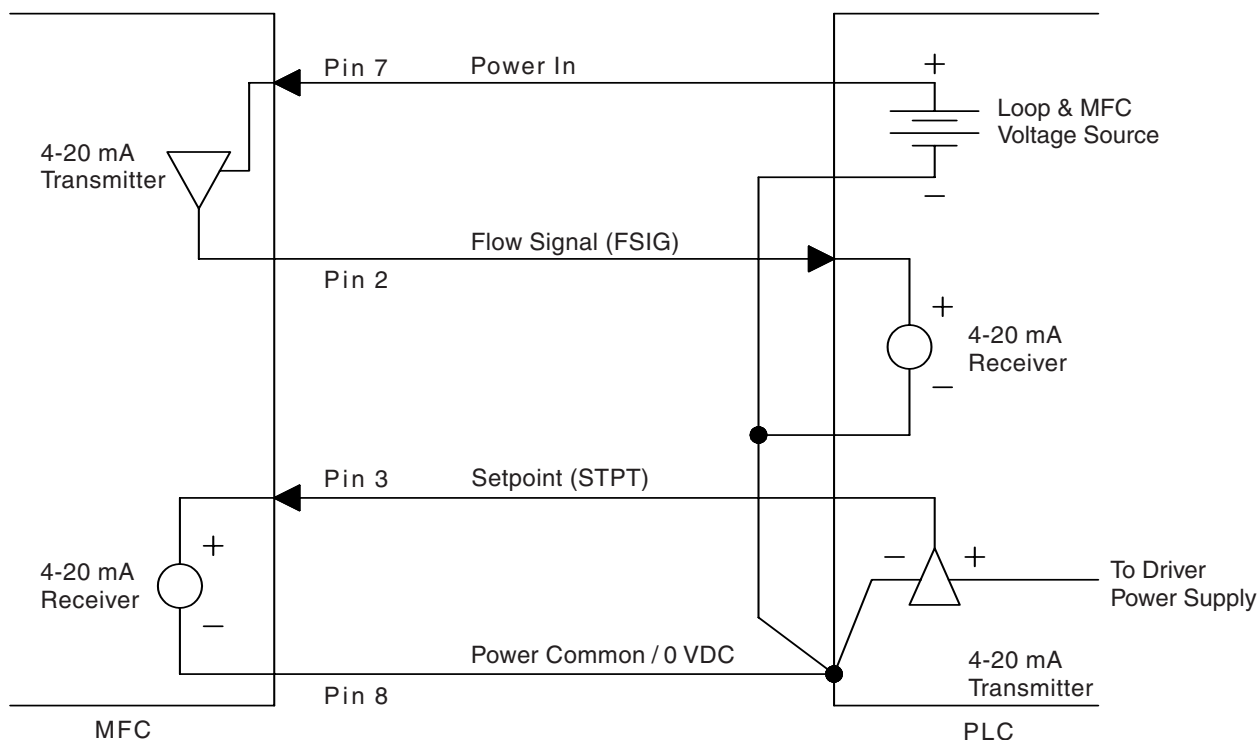 Pin 7
Power In
+
Loop & MFC
Voltage Source
−
4-20 mA
Transmitter
Flow Signal (FSIG)
Pin 2
+
4-20 mA
Receiver
−
Pin 3
Setpoint (STPT)
+
4-20 mA
Receiver
−
− +
To Driver
Power Supply
Power Common / 0 VDC
Pin 8
4-20 mA
Transmitter
MFC
PLC